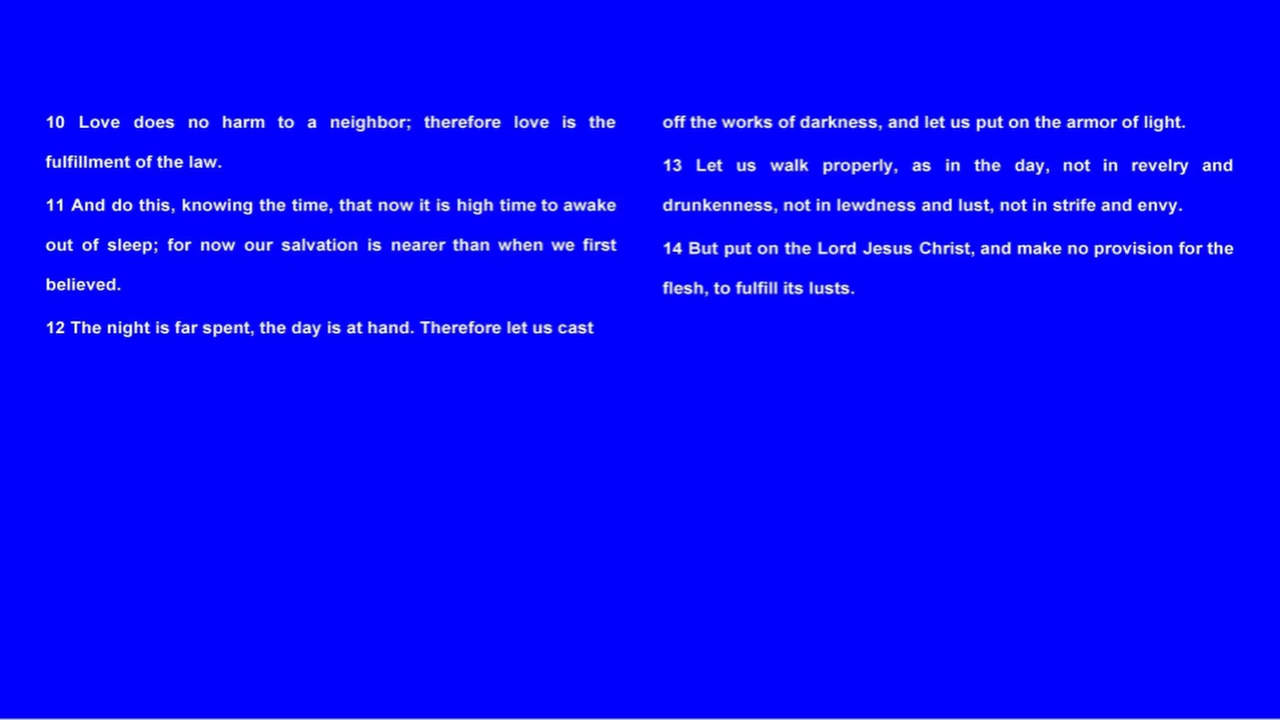 10 Love does no harm to a neighbor; therefore love is the
fulfillment of the law.
11 And do this, knowing the time, that now it is high time to awake
out of sleep; for now our salvation is nearer than when we first
believed.
12 The night is far spent, the day is at hand. Therefore let us cast
off the works of darkness, and let us put on the armor of light.
13 Let us walk properly, as in the day, not in revelry and
drunkenness, not in lewdness and lust, not in strife and envy.
14 But put on the Lord Jesus Christ, and make no provision for the
flesh, to fulfill its lusts.